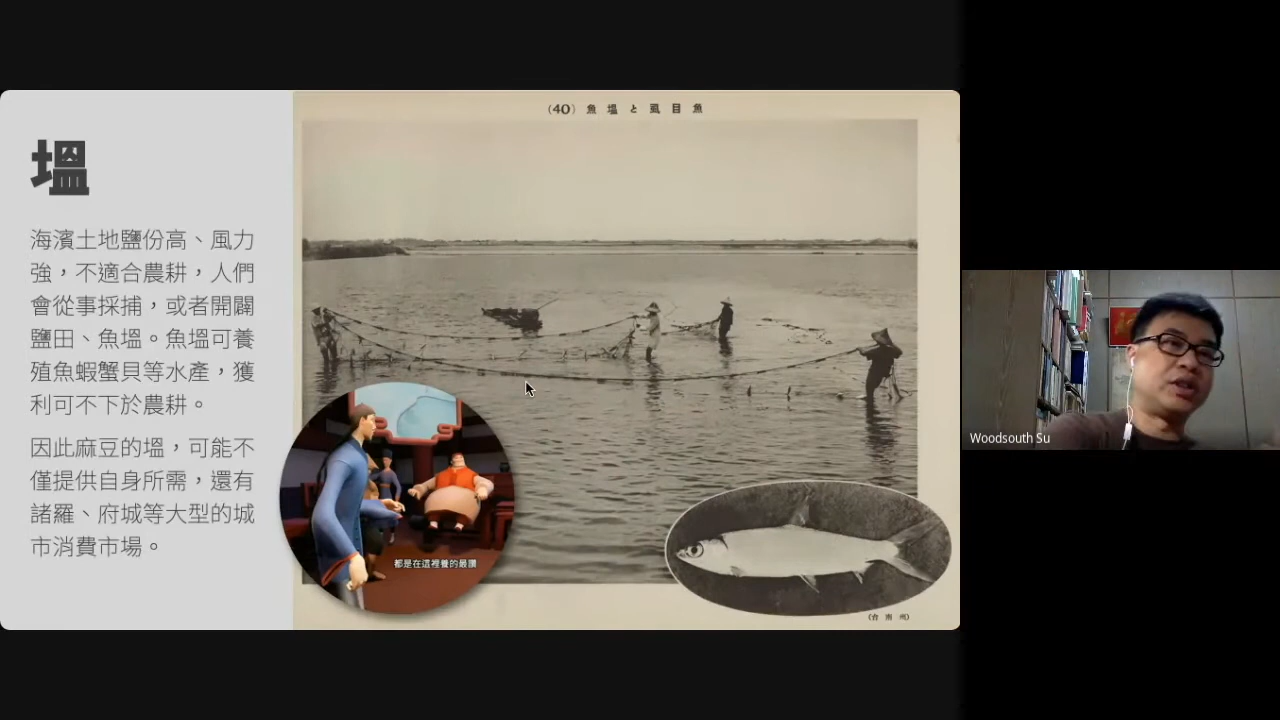 塭
海濱土地鹽份高、風力
強，不適合農耕，人們
會從事採捕，或者開闢
鹽田、魚塭。魚塭可養
殖魚蝦蟹貝等水產，獲
利可不下於農耕。
因此麻豆的塭，可能不
僅提供自身所需，還有
諸羅、府城等大型的城
市消費市場。
(40) 魚塭と虱目魚
都是在這裡養的最讚
(台南州)
Woodsouth Su